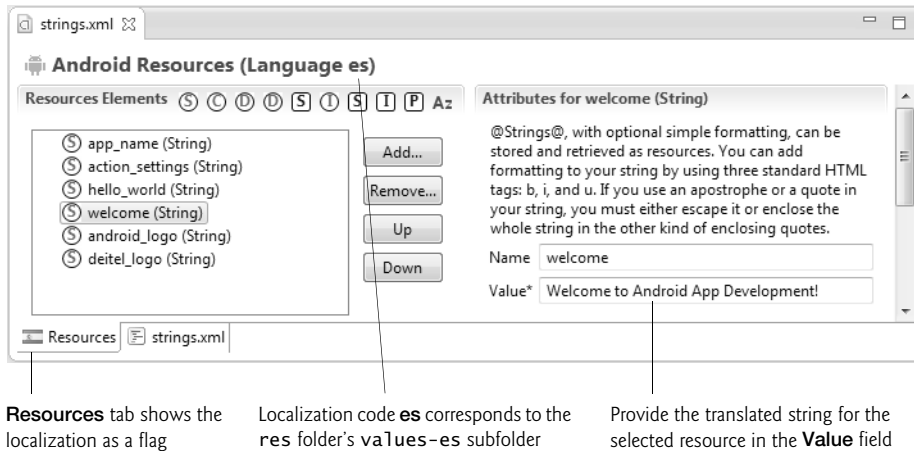 strings.xml
Android Resources (Language es)
Resources Elements S C D D S I S I P Az
S app_name (String)
S action_settings (String)
S hello_world (String)
S welcome (String)
S android_logo (String)
S deitel_logo (String)
Add...
Remove...
Up
Down
Attributes for welcome (String)
@Strings@, with optional simple formatting, can be
stored and retrieved as resources. You can add
formatting to your string by using three standard HTML
tags: b, i, and u. If you use an apostrophe or a quote in
your string, you must either escape it or enclose the
whole string in the other kind of enclosing quotes.
Name welcome
Value* Welcome to Android App Development!
Resources strings.xml
Resources tab shows the
localization as a flag
Localization code es corresponds to the
res folder's values-es subfolder
Provide the translated string for the
selected resource in the Value field